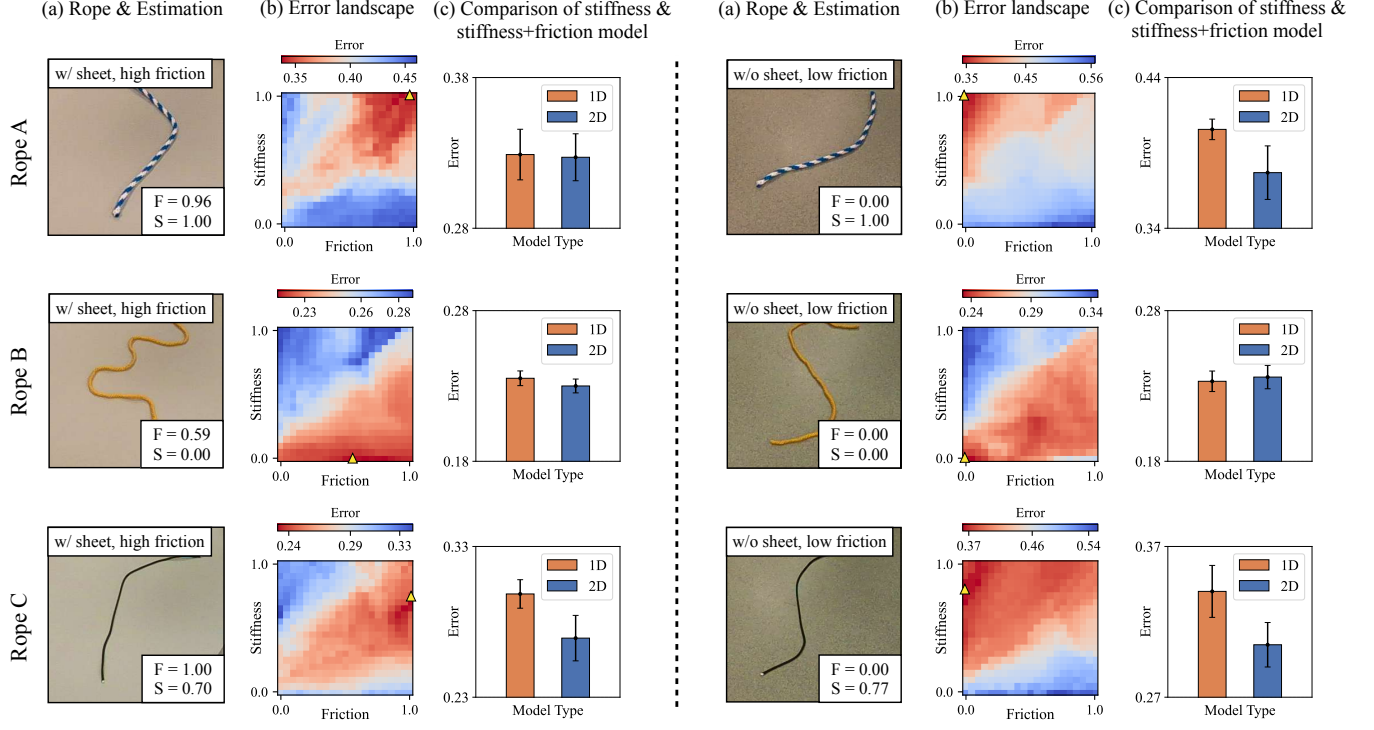 (a) Rope & Estimation
(b) Error landscape
(c) Comparison of stiffness &
stiffness+friction model
(a) Rope & Estimation
(b) Error landscape
(c) Comparison of stiffness &
stiffness+friction model
Rope A
w/ sheet, high friction
F = 0.96
S = 1.00
Error
0.35 0.40 0.45
1.0
Stiffness
0.0
0.0 1.0
Friction
0.38
Error
0.28
1D
2D
Model Type
w/o sheet, low friction
F = 0.00
S = 1.00
Error
0.35 0.45 0.56
1.0
Stiffness
0.0
0.0 1.0
Friction
0.44
Error
0.34
1D
2D
Model Type
Rope B
w/ sheet, high friction
F = 0.59
S = 0.00
Error
0.23 0.26 0.28
1.0
Stiffness
0.0
0.0 1.0
Friction
0.28
Error
0.18
1D
2D
Model Type
w/o sheet, low friction
F = 0.00
S = 0.00
Error
0.24 0.29 0.34
1.0
Stiffness
0.0
0.0 1.0
Friction
0.28
Error
0.18
1D
2D
Model Type
Rope C
w/ sheet, high friction
F = 1.00
S = 0.70
Error
0.24 0.29 0.33
1.0
Stiffness
0.0
0.0 1.0
Friction
0.33
Error
0.23
1D
2D
Model Type
w/o sheet, low friction
F = 0.00
S = 0.77
Error
0.37 0.46 0.54
1.0
Stiffness
0.0
0.0 1.0
Friction
0.37
Error
0.27
1D
2D
Model Type